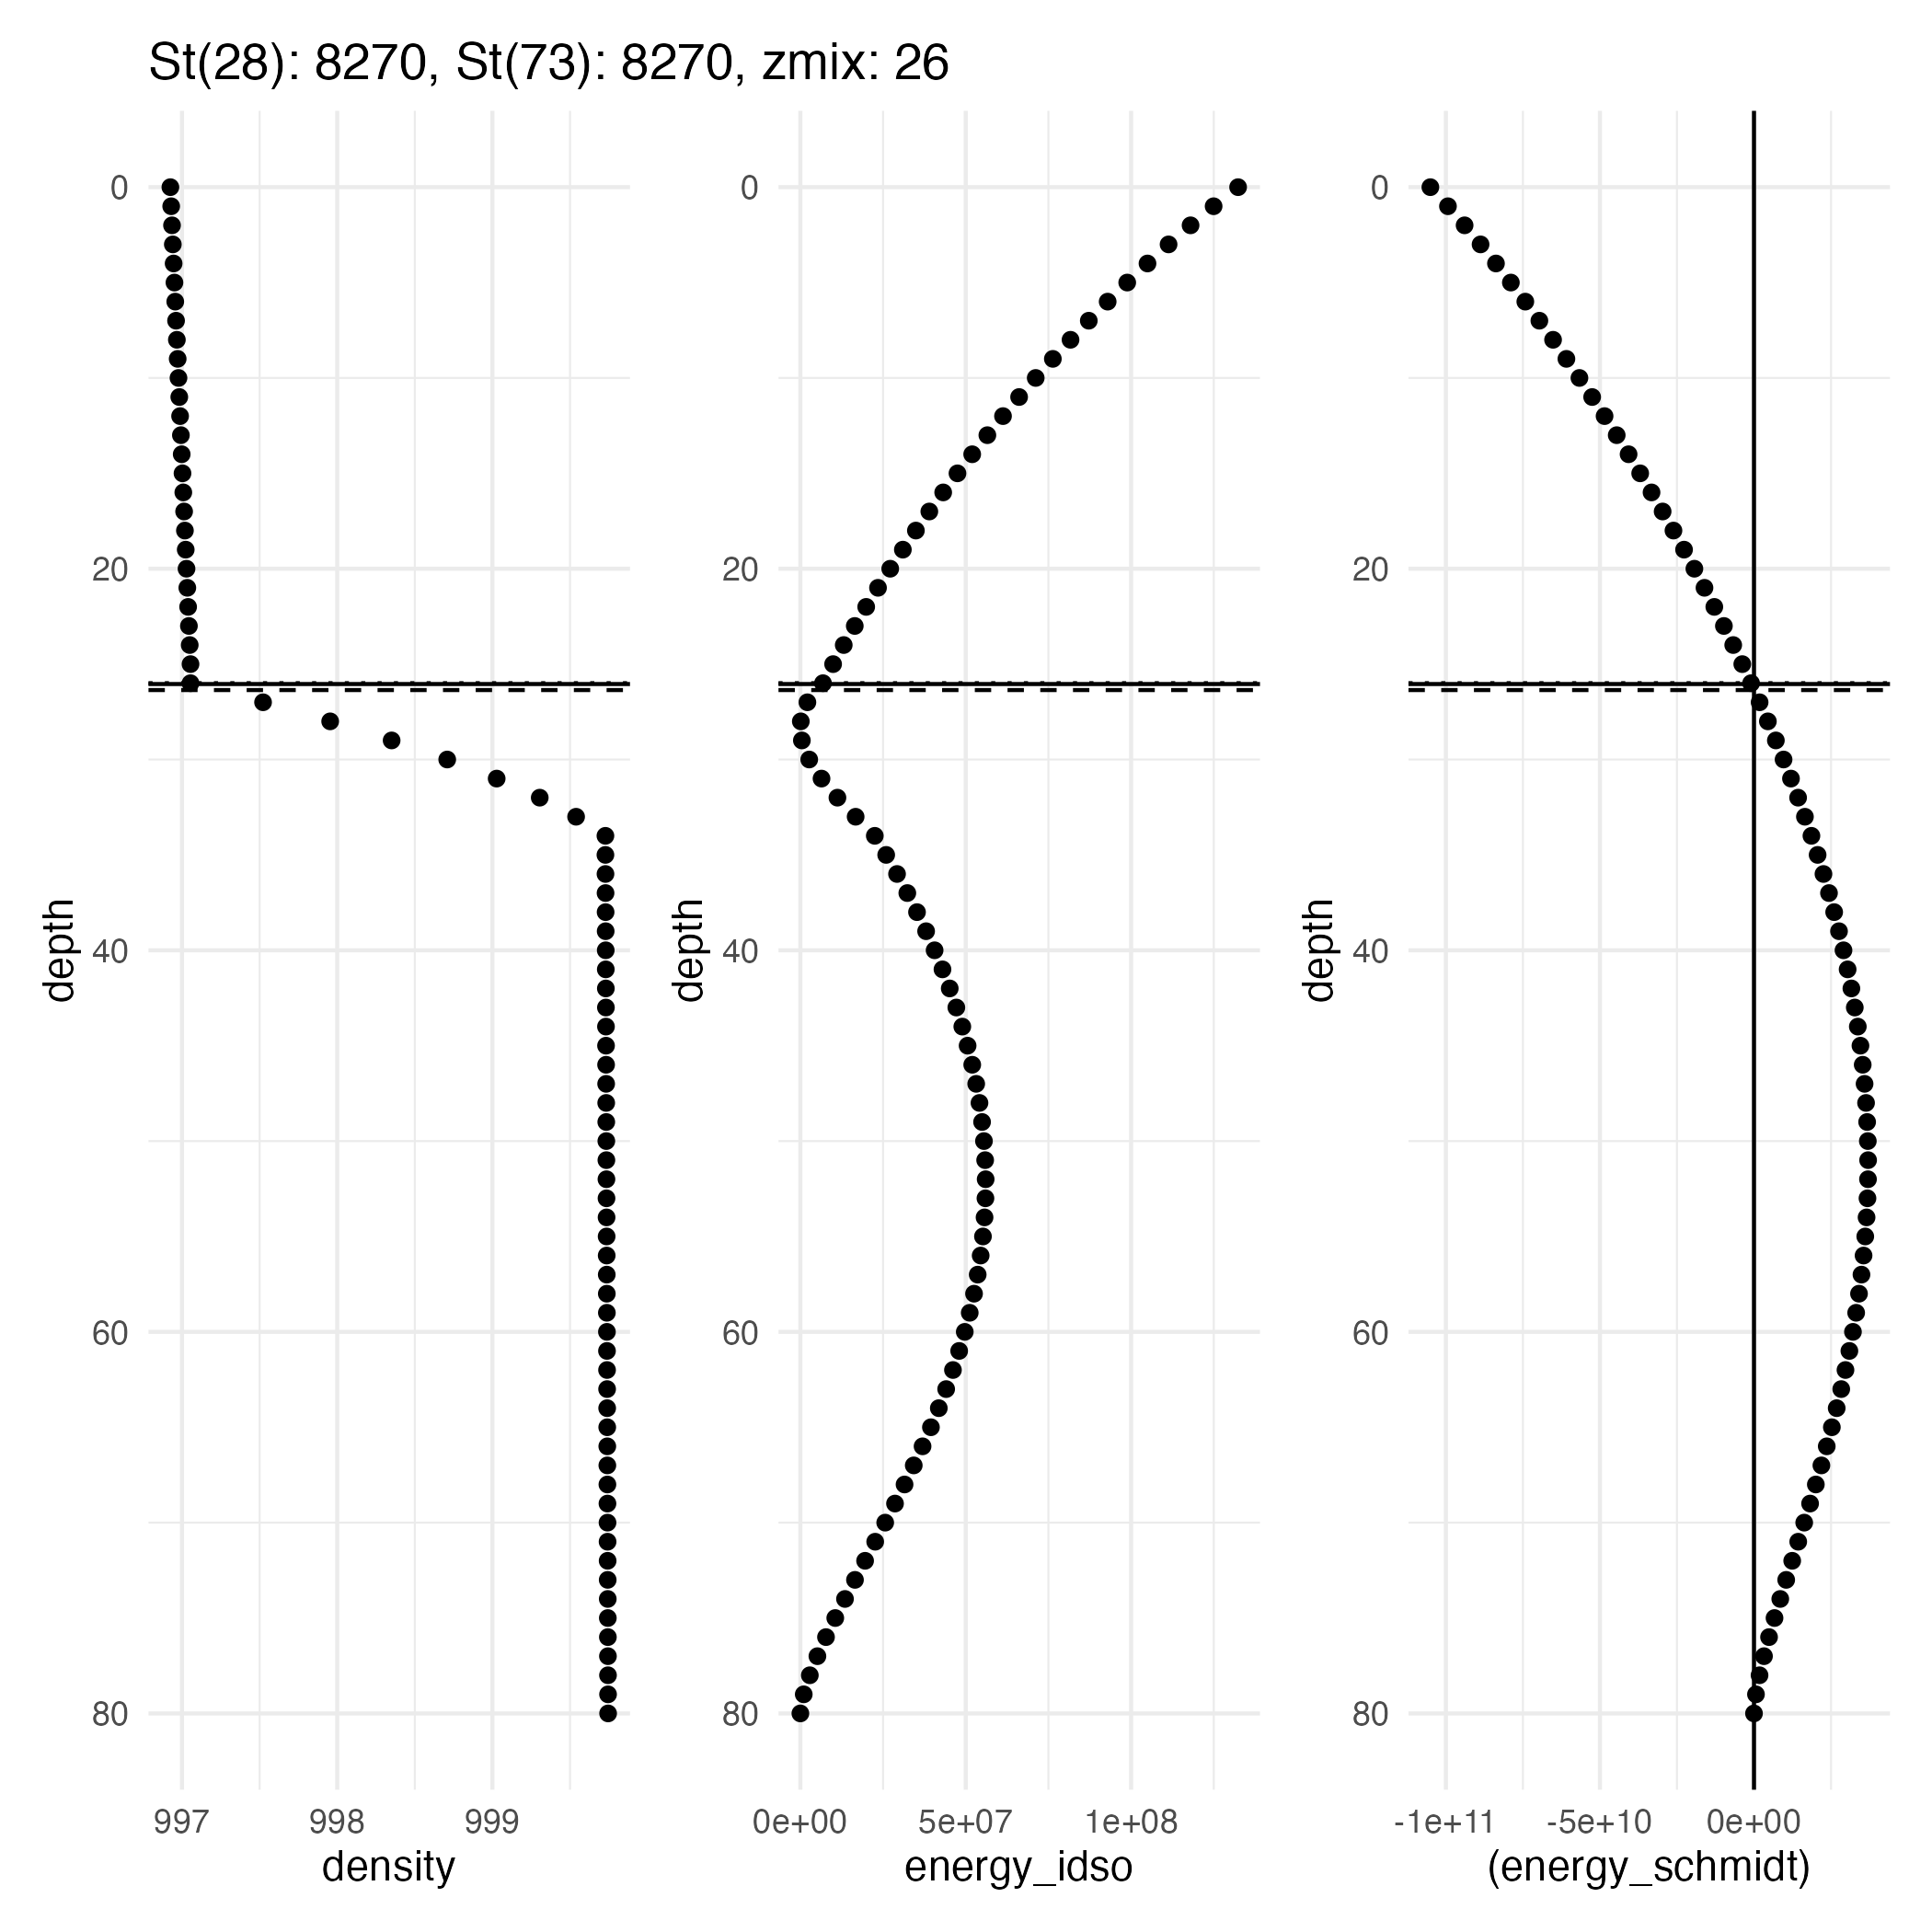 St(28): 8270, St(73): 8270, zmix: 26
depth
0
20
40
60
80
997 998 999
density
depth
0
20
40
60
80
0e+00 5e+07 1e+08
energy_idso
depth
0
20
40
60
80
-1e+11 -5e+10 0e+00
(energy_schmidt)